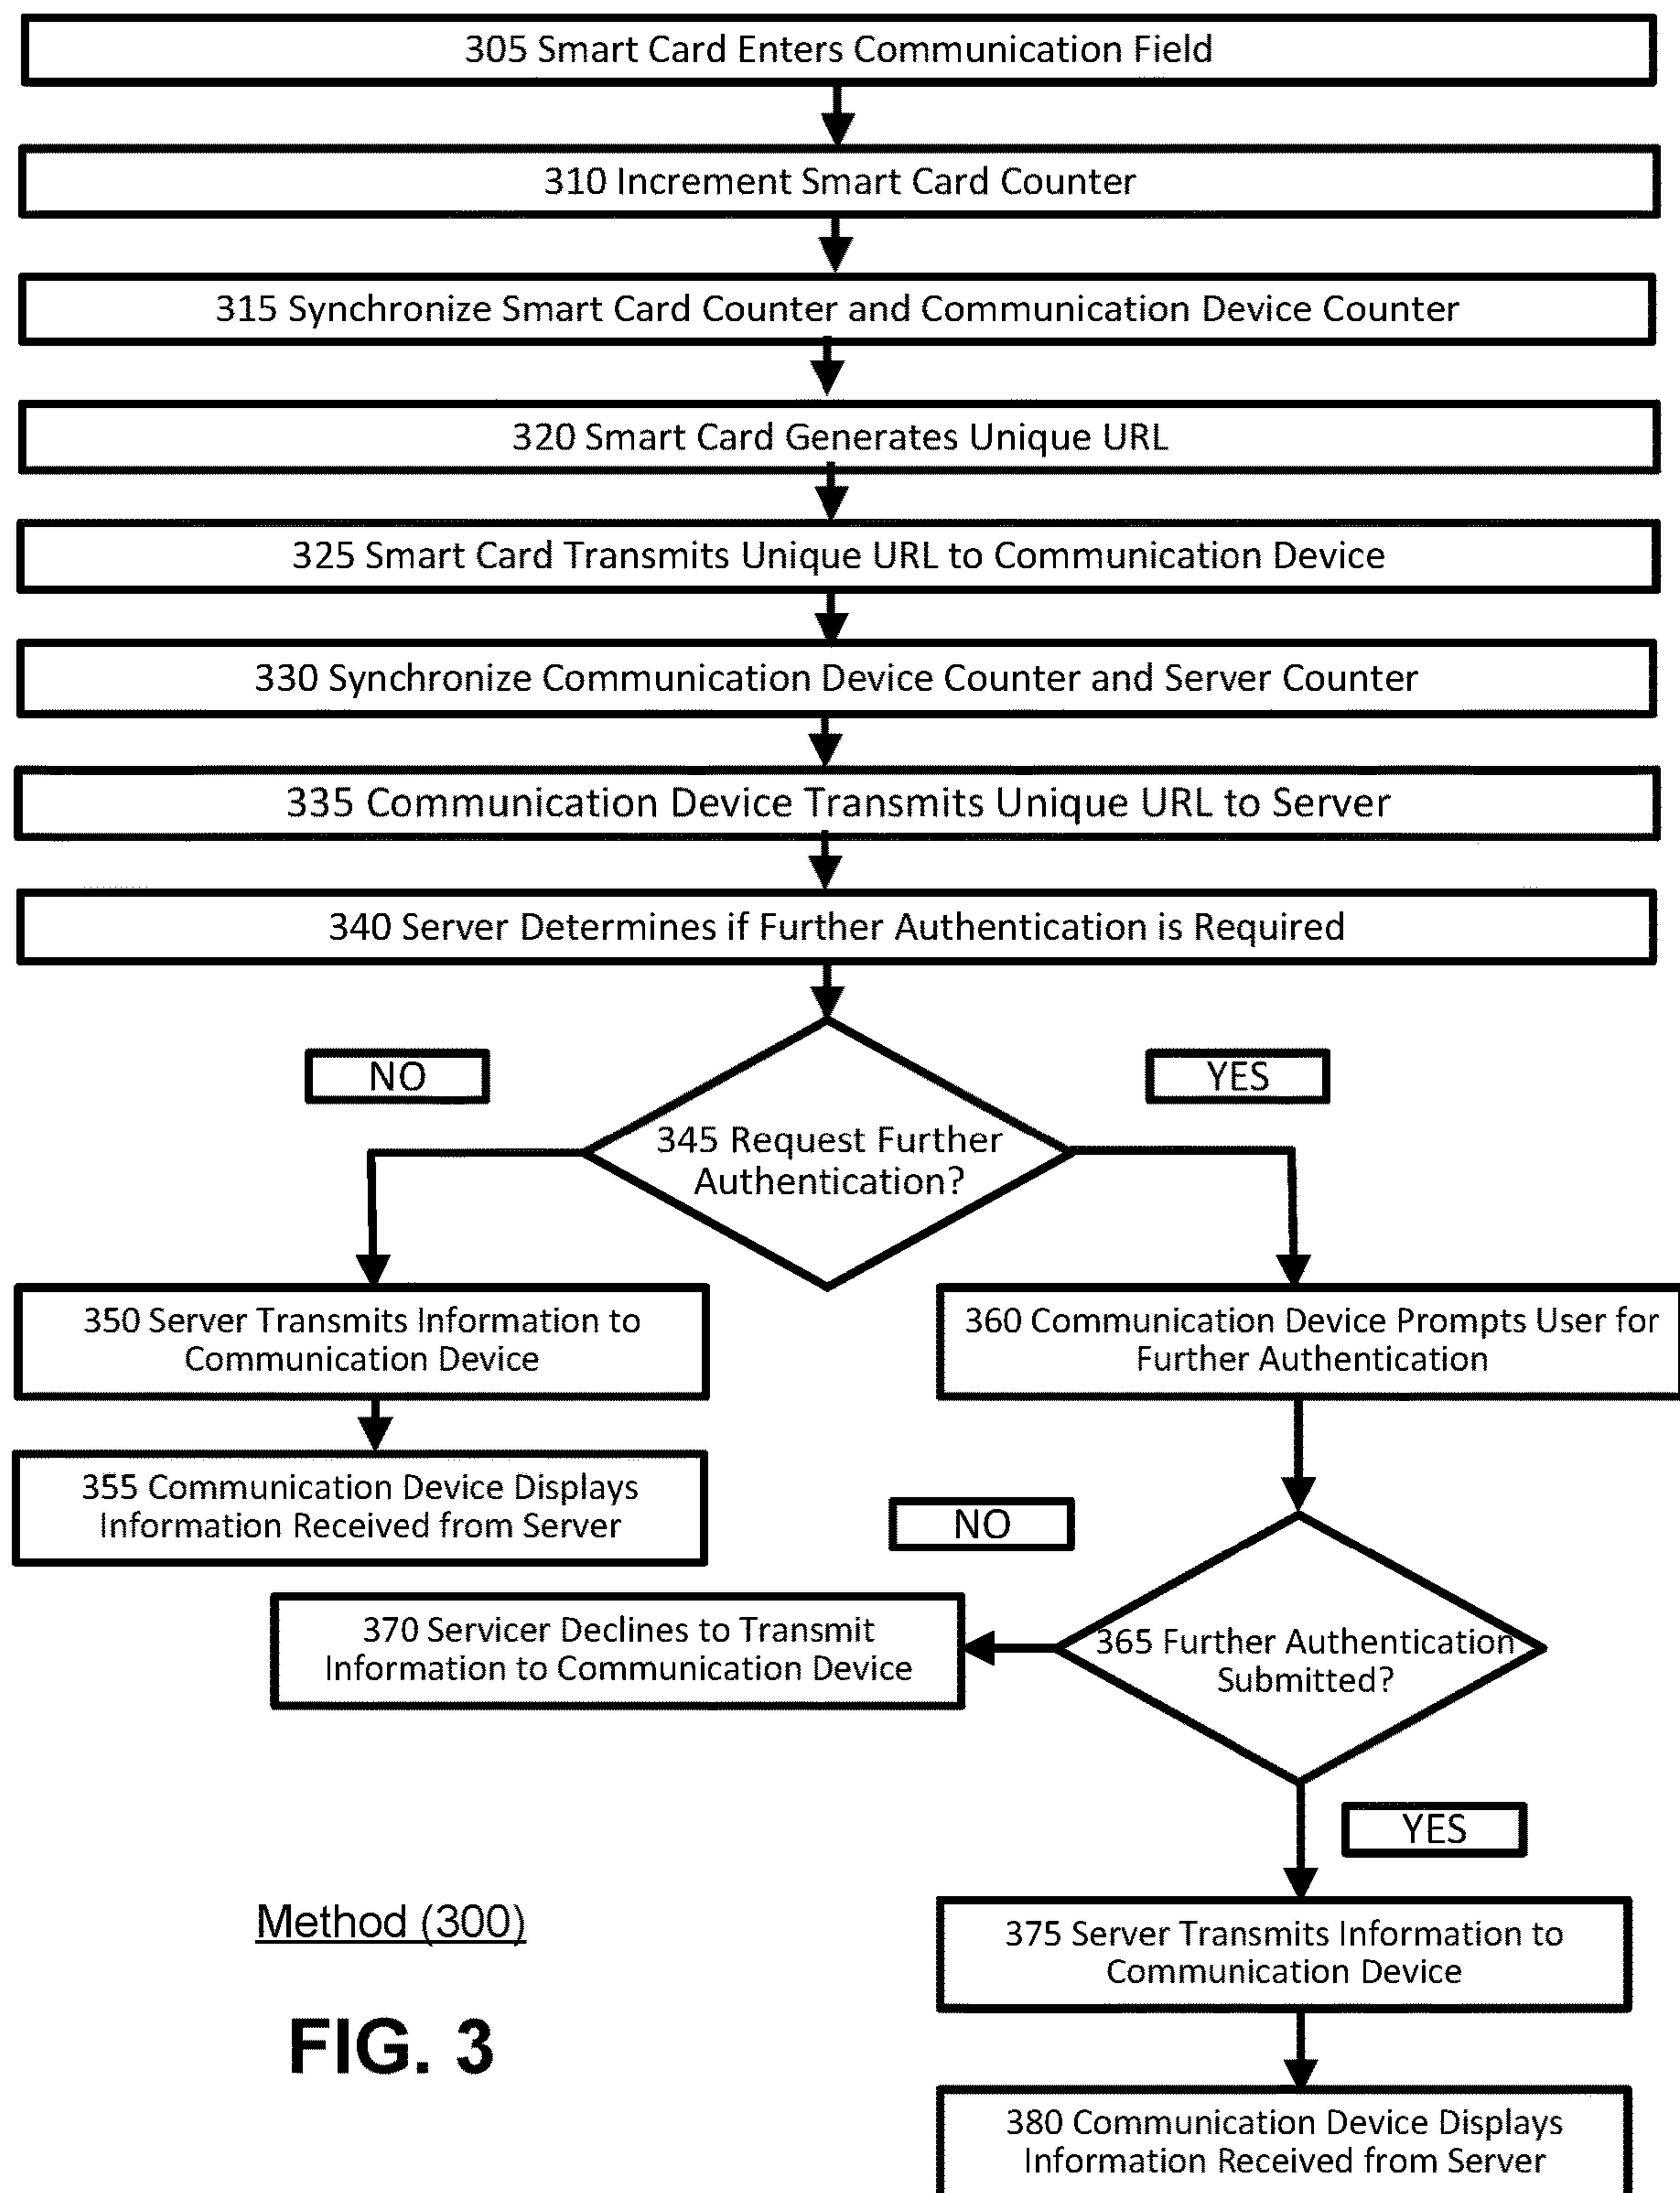 305 Smart Card Enters Communication Field
310 Increment Smart Card Counter
315 Synchronize Smart Card Counter and Communication Device Counter
320 Smart Card Generates Unique URL
325 Smart Card Transmits Unique URL to Communication Device
330 Synchronize Communication Device Counter and Server Counter
335 Communication Device Transmits Unique URL to Server
340 Server Determines if Further Authentication is Required
NO
YES
345 Request Further
Authentication?
350 Server Transmits Information to
Communication Device
360 Communication Device Prompts User for
Further Authentication
355 Communication Device Displays
Information Received from Server
NO
370 Servicer Declines to Transmit
Information to Communication Device
365 Further Authentication
Submitted?
YES
375 Server Transmits Information to
Communication Device
Method (300)
FIG. 3
380 Communication Device Displays
Information Received from Server